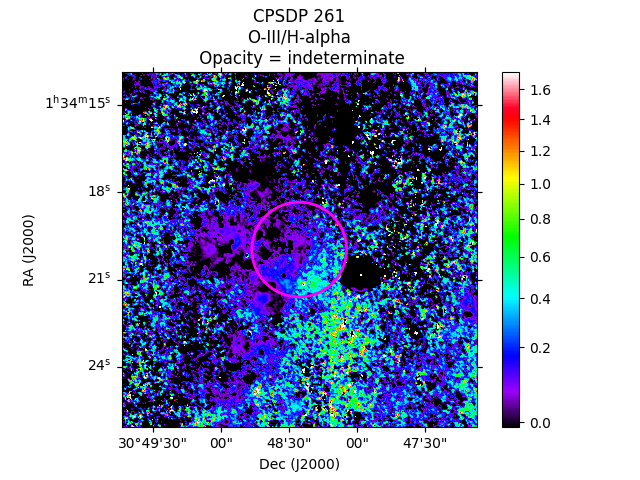 CPSDP 261
O-III/H-alpha
Opacity = indeterminate
1h34m15s
18s
21s
24s
RA (J2000)
30°49'30" 00" 48'30" 00" 47'30"
Dec (J2000)
1.6
1.4
1.2
1.0
0.8
0.6
0.4
0.2
0.0